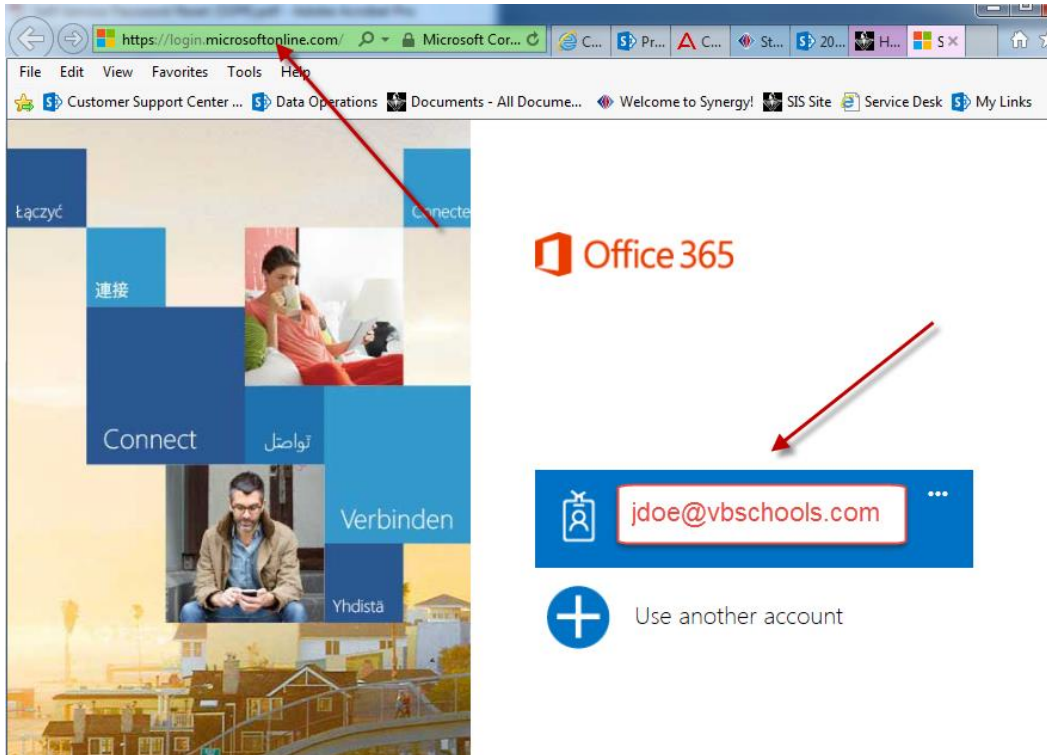 https://login.microsoftonline.com/ Microsoft Cor... C... Pr... C... St... 20... H... S
File Edit View Favorites Tools Help
Customer Support Center ... Data Operations Documents - All Docume... Welcome to Synergy! SIS Site Service Desk My Links
Łączyć
Conecte
連接
Office 365
Connect
تواصَل
jdoe@vbschools.com
Verbinden
Yhdistä
Use another account